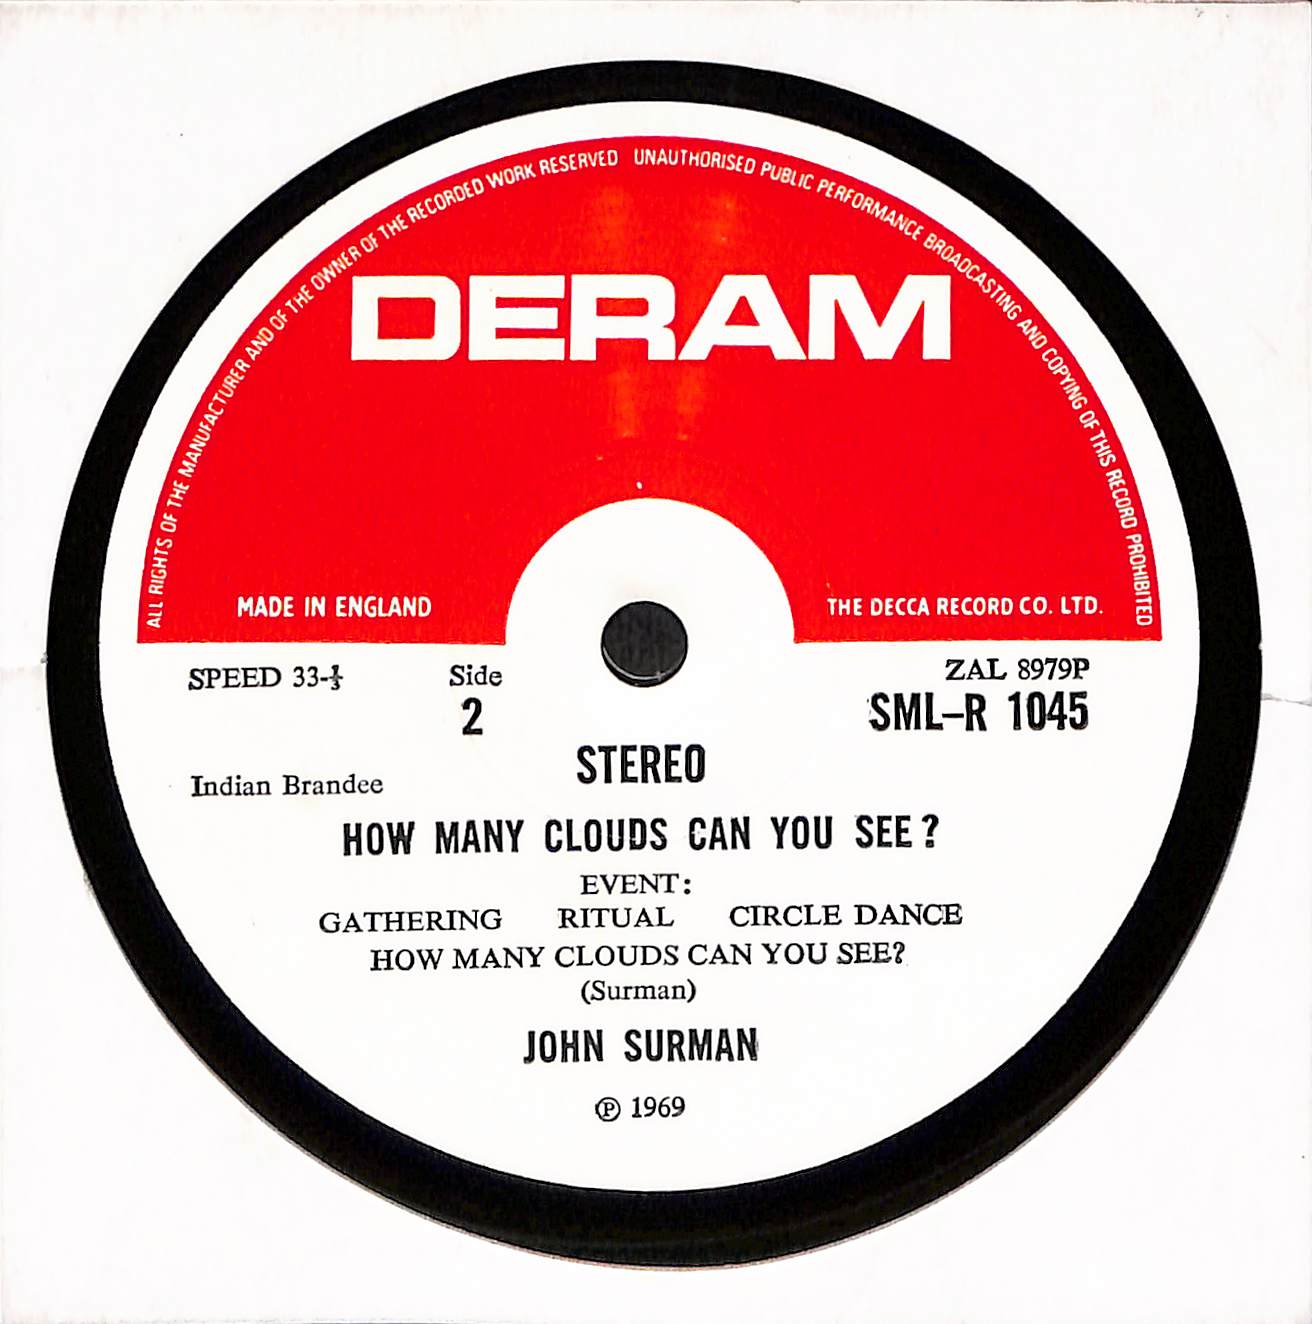 ALL RIGHTS OF THE MANUFACTURER AND OF THE OWNER OF THE RECORDED WORK RESERVED UNAUTHORISED PUBLIC PERFORMANCE BROADCASTING AND COPYING OF THIS RECORD PROHIBITED
DERAM
MADE IN ENGLAND THE DECCA RECORD CO. LTD.
SPEED 33-⅓ Side ZAL 8979P
2 SML–R 1045
STEREO
Indian Brandee
HOW MANY CLOUDS CAN YOU SEE?
EVENT:
GATHERING RITUAL CIRCLE DANCE
HOW MANY CLOUDS CAN YOU SEE?
(Surman)
JOHN SURMAN
℗ 1969